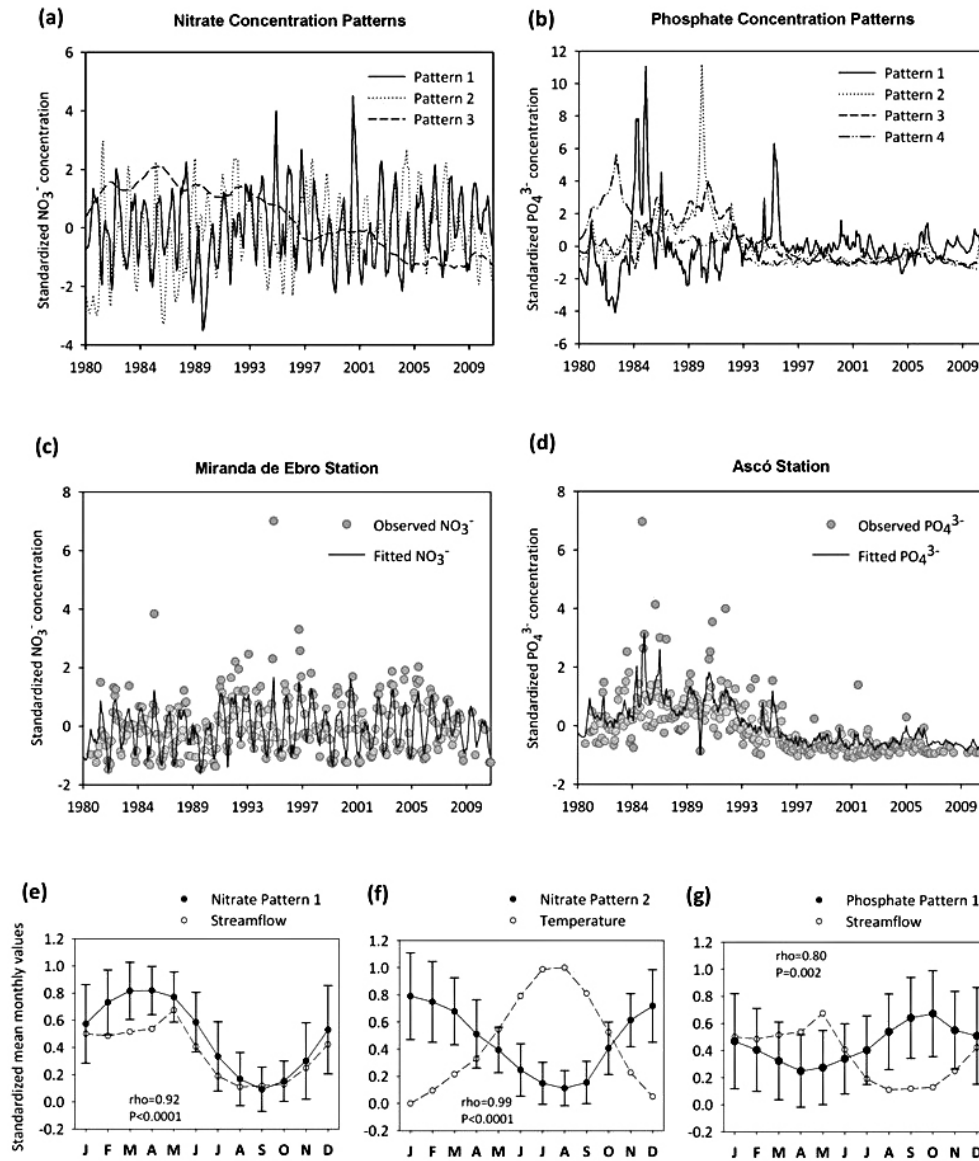 (a)
Nitrate Concentration Patterns
6
4
2
0
-2
-4
Standardized NO₃⁻ concentration
Pattern 1
Pattern 2
Pattern 3
1980 1984 1989 1993 1997 2001 2005 2009
(b)
Phosphate Concentration Patterns
12
10
8
6
4
2
0
-2
-4
-6
Standardized PO₄³⁻ concentration
Pattern 1
Pattern 2
Pattern 3
Pattern 4
1980 1984 1989 1993 1997 2001 2005 2009
(c)
Miranda de Ebro Station
8
6
4
2
0
-2
Standardized NO₃⁻ concentration
Observed NO₃⁻
Fitted NO₃⁻
1980 1984 1989 1993 1997 2001 2005 2009
(d)
Ascó Station
8
6
4
2
0
-2
Standardized PO₄³⁻ concentration
Observed PO₄³⁻
Fitted PO₄³⁻
1980 1984 1989 1993 1997 2001 2005 2009
(e)
Nitrate Pattern 1
Streamflow
Standardized mean monthly values
1.2
1.0
0.8
0.6
0.4
0.2
0.0
-0.2
rho=0.92
P<0.0001
J F M A M J J A S O N D
(f)
Nitrate Pattern 2
Temperature
1.2
1.0
0.8
0.6
0.4
0.2
0.0
-0.2
rho=0.99
P<0.0001
J F M A M J J A S O N D
(g)
Phosphate Pattern 1
Streamflow
1.2
1.0
0.8
0.6
0.4
0.2
0.0
-0.2
rho=0.80
P=0.002
J F M A M J J A S O N D